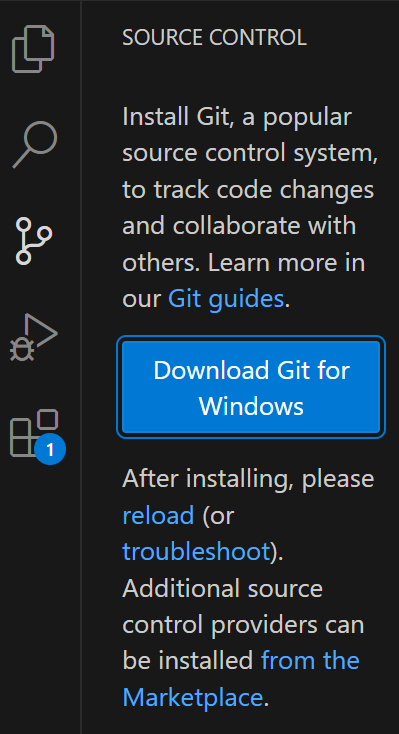 SOURCE CONTROL
Install Git, a popular
source control system,
to track code changes
and collaborate with
others. Learn more in
our Git guides.
Download Git for
Windows
After installing, please
reload (or
troubleshoot).
Additional source
control providers can
be installed from the
Marketplace.
1